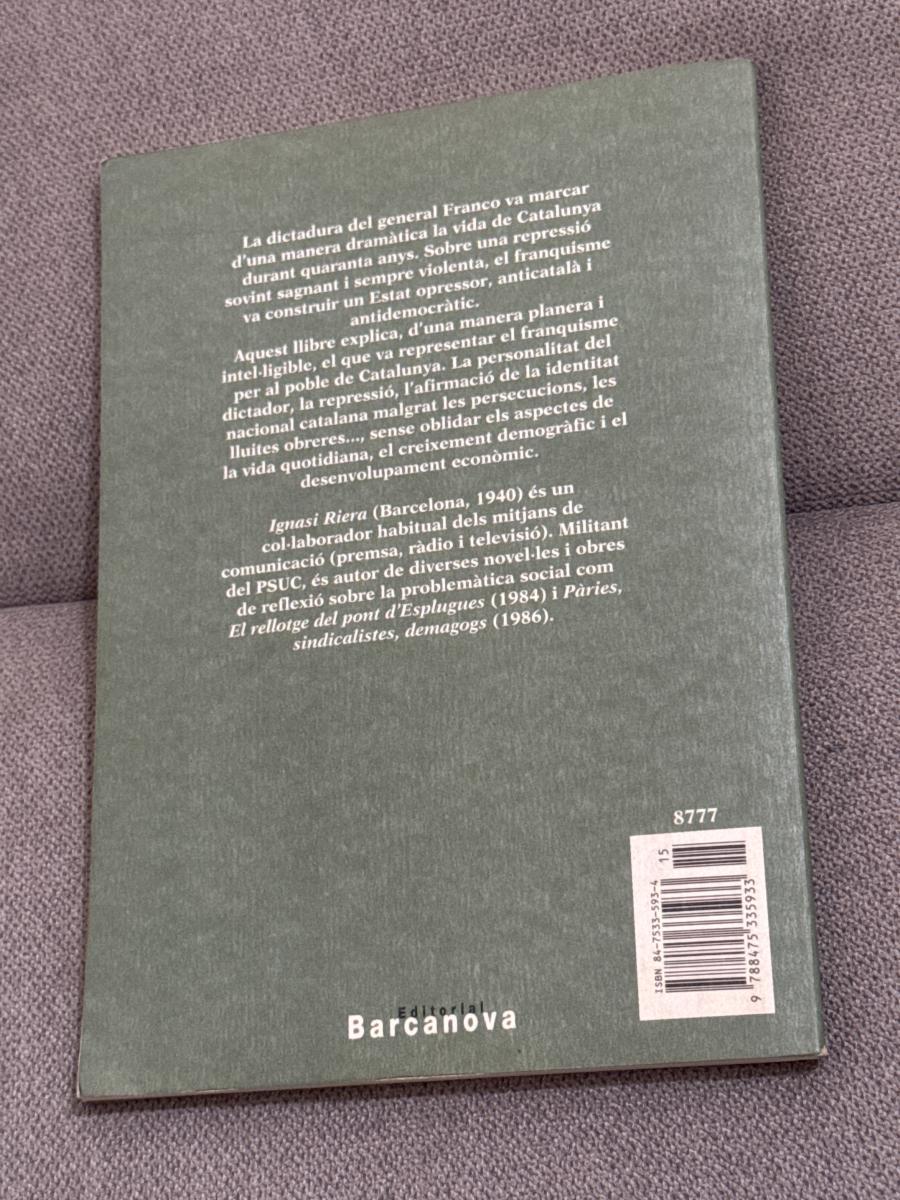 La dictadura del general Franco va marcar
d'una manera dramàtica la vida de Catalunya
durant quaranta anys. Sobre una repressió
sovint sagnant i sempre violenta, el franquisme
va construir un Estat opressor, anticatalà i
antidemocràtic.
Aquest llibre explica, d'una manera planera i
intel·ligible, el que va representar el franquisme
per al poble de Catalunya. La personalitat del
dictador, la repressió, l'afirmació de la identitat
nacional catalana malgrat les persecucions, les
lluites obreres..., sense oblidar els aspectes de
la vida quotidiana, el creixement demogràfic i el
desenvolupament econòmic.
Ignasi Riera (Barcelona, 1940) és un
col·laborador habitual dels mitjans de
comunicació (premsa, ràdio i televisió). Militant
del PSUC, és autor de diverses novel·les i obres
de reflexió sobre la problemàtica social com
El rellotge del pont d'Esplugues (1984) i Pàries,
sindicalistes, demagogs (1986).
8777
15
ISBN 84-7533-593-4
9 788475 335933
Editorial
Barcanova